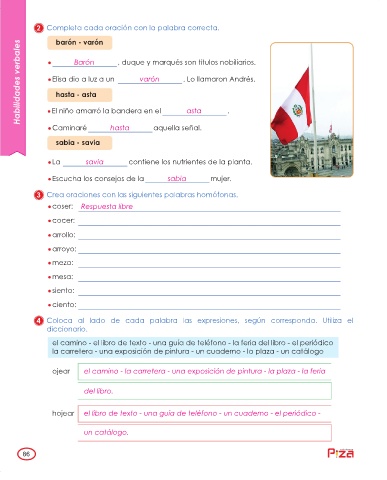 Habilidades verbales
2 Completa cada oración con la palabra correcta.
barón - varón
• Barón, duque y marqués son títulos nobiliarios.
• Elisa dio a luz a un varón. Lo llamaron Andrés.
hasta - asta
• El niño amarró la bandera en el asta.
• Caminaré hasta aquella señal.
sabia - savia
• La savia contiene los nutrientes de la planta.
• Escucha los consejos de la sabia mujer.
3 Crea oraciones con las siguientes palabras homófonas.
• coser: Respuesta libre
• cocer:
• arrollo:
• arroyo:
• meza:
• mesa:
• siento:
• ciento:
4 Coloca al lado de cada palabra las expresiones, según corresponda. Utiliza el
diccionario.
el camino - el libro de texto - una guía de teléfono - la feria del libro - el periódico
la carretera - una exposición de pintura - un cuaderno - la plaza - un catálogo
ojear el camino - la carretera - una exposición de pintura - la plaza - la feria
del libro.
hojear el libro de texto - una guía de teléfono - un cuaderno - el periódico -
un catálogo.
86
Pizza